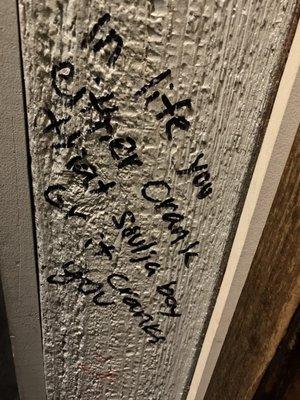 In life you
either Crank
that Soulja boy
or it cranks
you